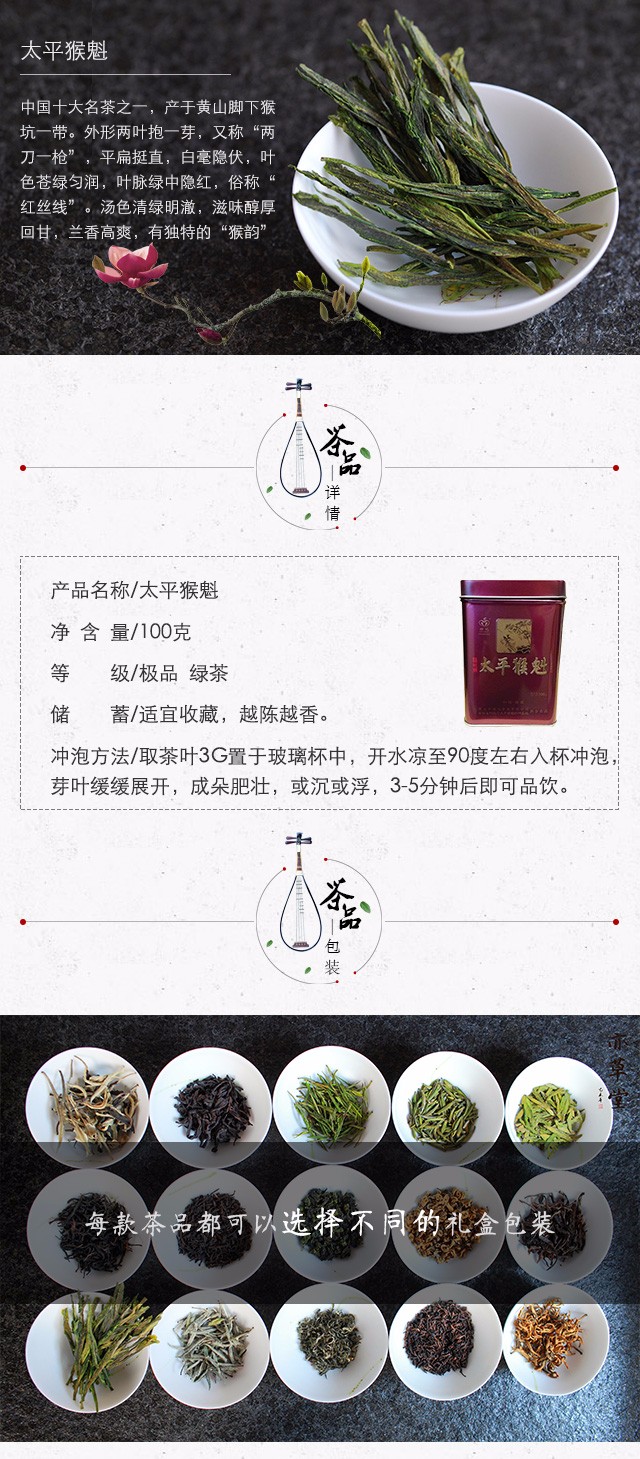 太平猴魁
中国十大名茶之一，产于黄山脚下猴
坑一带。外形两叶抱一芽，又称“两
刀一枪”，平扁挺直，白毫隐伏，叶
色苍绿匀润，叶脉绿中隐红，俗称“
红丝线”。汤色清绿明澈，滋味醇厚
回甘，兰香高爽，有独特的“猴韵”
茶品
详情
产品名称/太平猴魁
净 含 量/100克
等 级/极品 绿茶
储 蓄/适宜收藏，越陈越香。
太平猴魁
冲泡方法/取茶叶3G置于玻璃杯中，开水凉至90度左右入杯冲泡，
芽叶缓缓展开，成朵肥壮，或沉或浮，3-5分钟后即可品饮。
茶品
包装
亦草堂
每款茶品都可以选择不同的礼盒包装